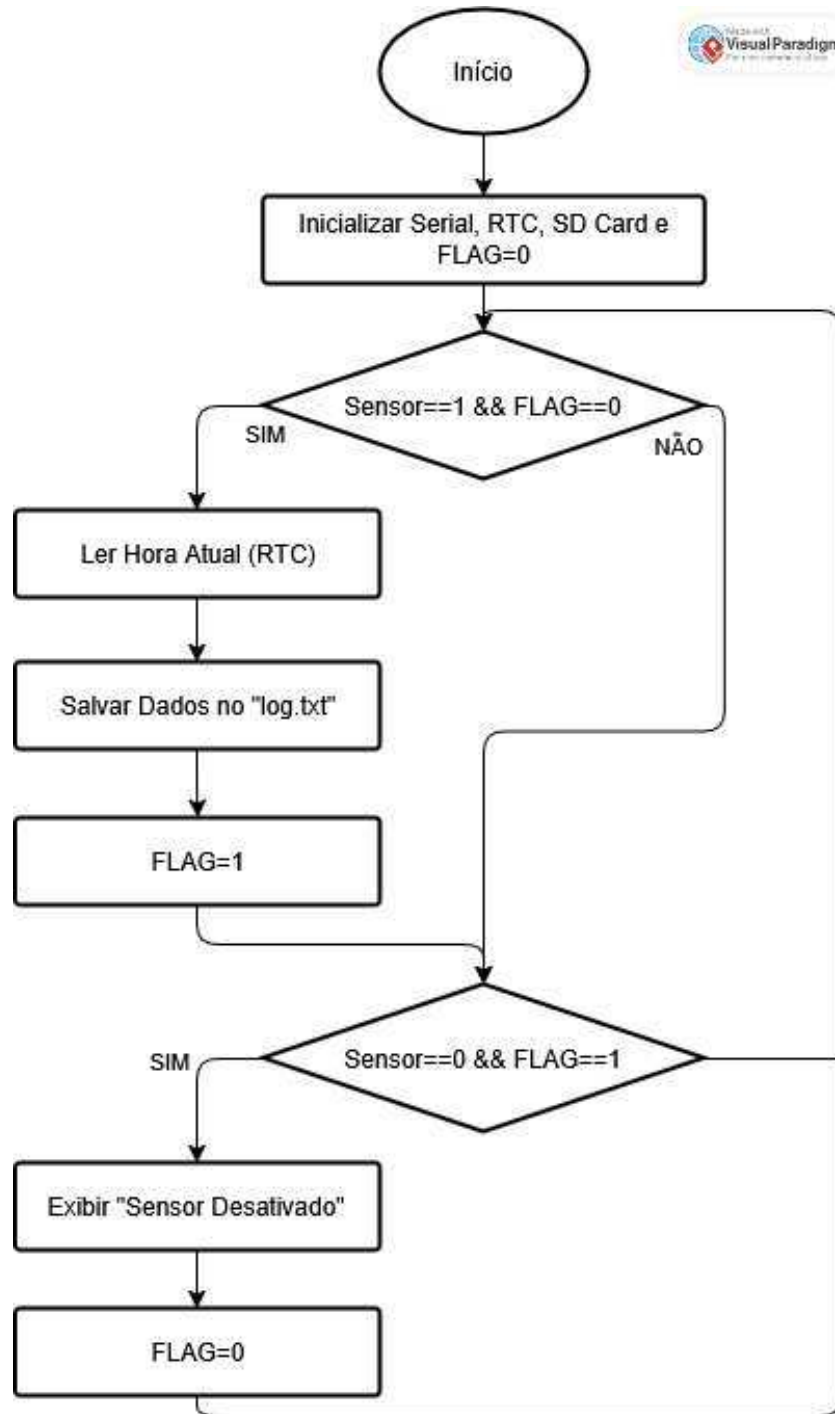 Visual Paradigm
Início
Inicializar Serial, RTC, SD Card e
FLAG=0
Sensor==1 && FLAG==0
SIM
NÃO
Ler Hora Atual (RTC)
Salvar Dados no "log.txt"
FLAG=1
Sensor==0 && FLAG==1
SIM
Exibir "Sensor Desativado"
FLAG=0